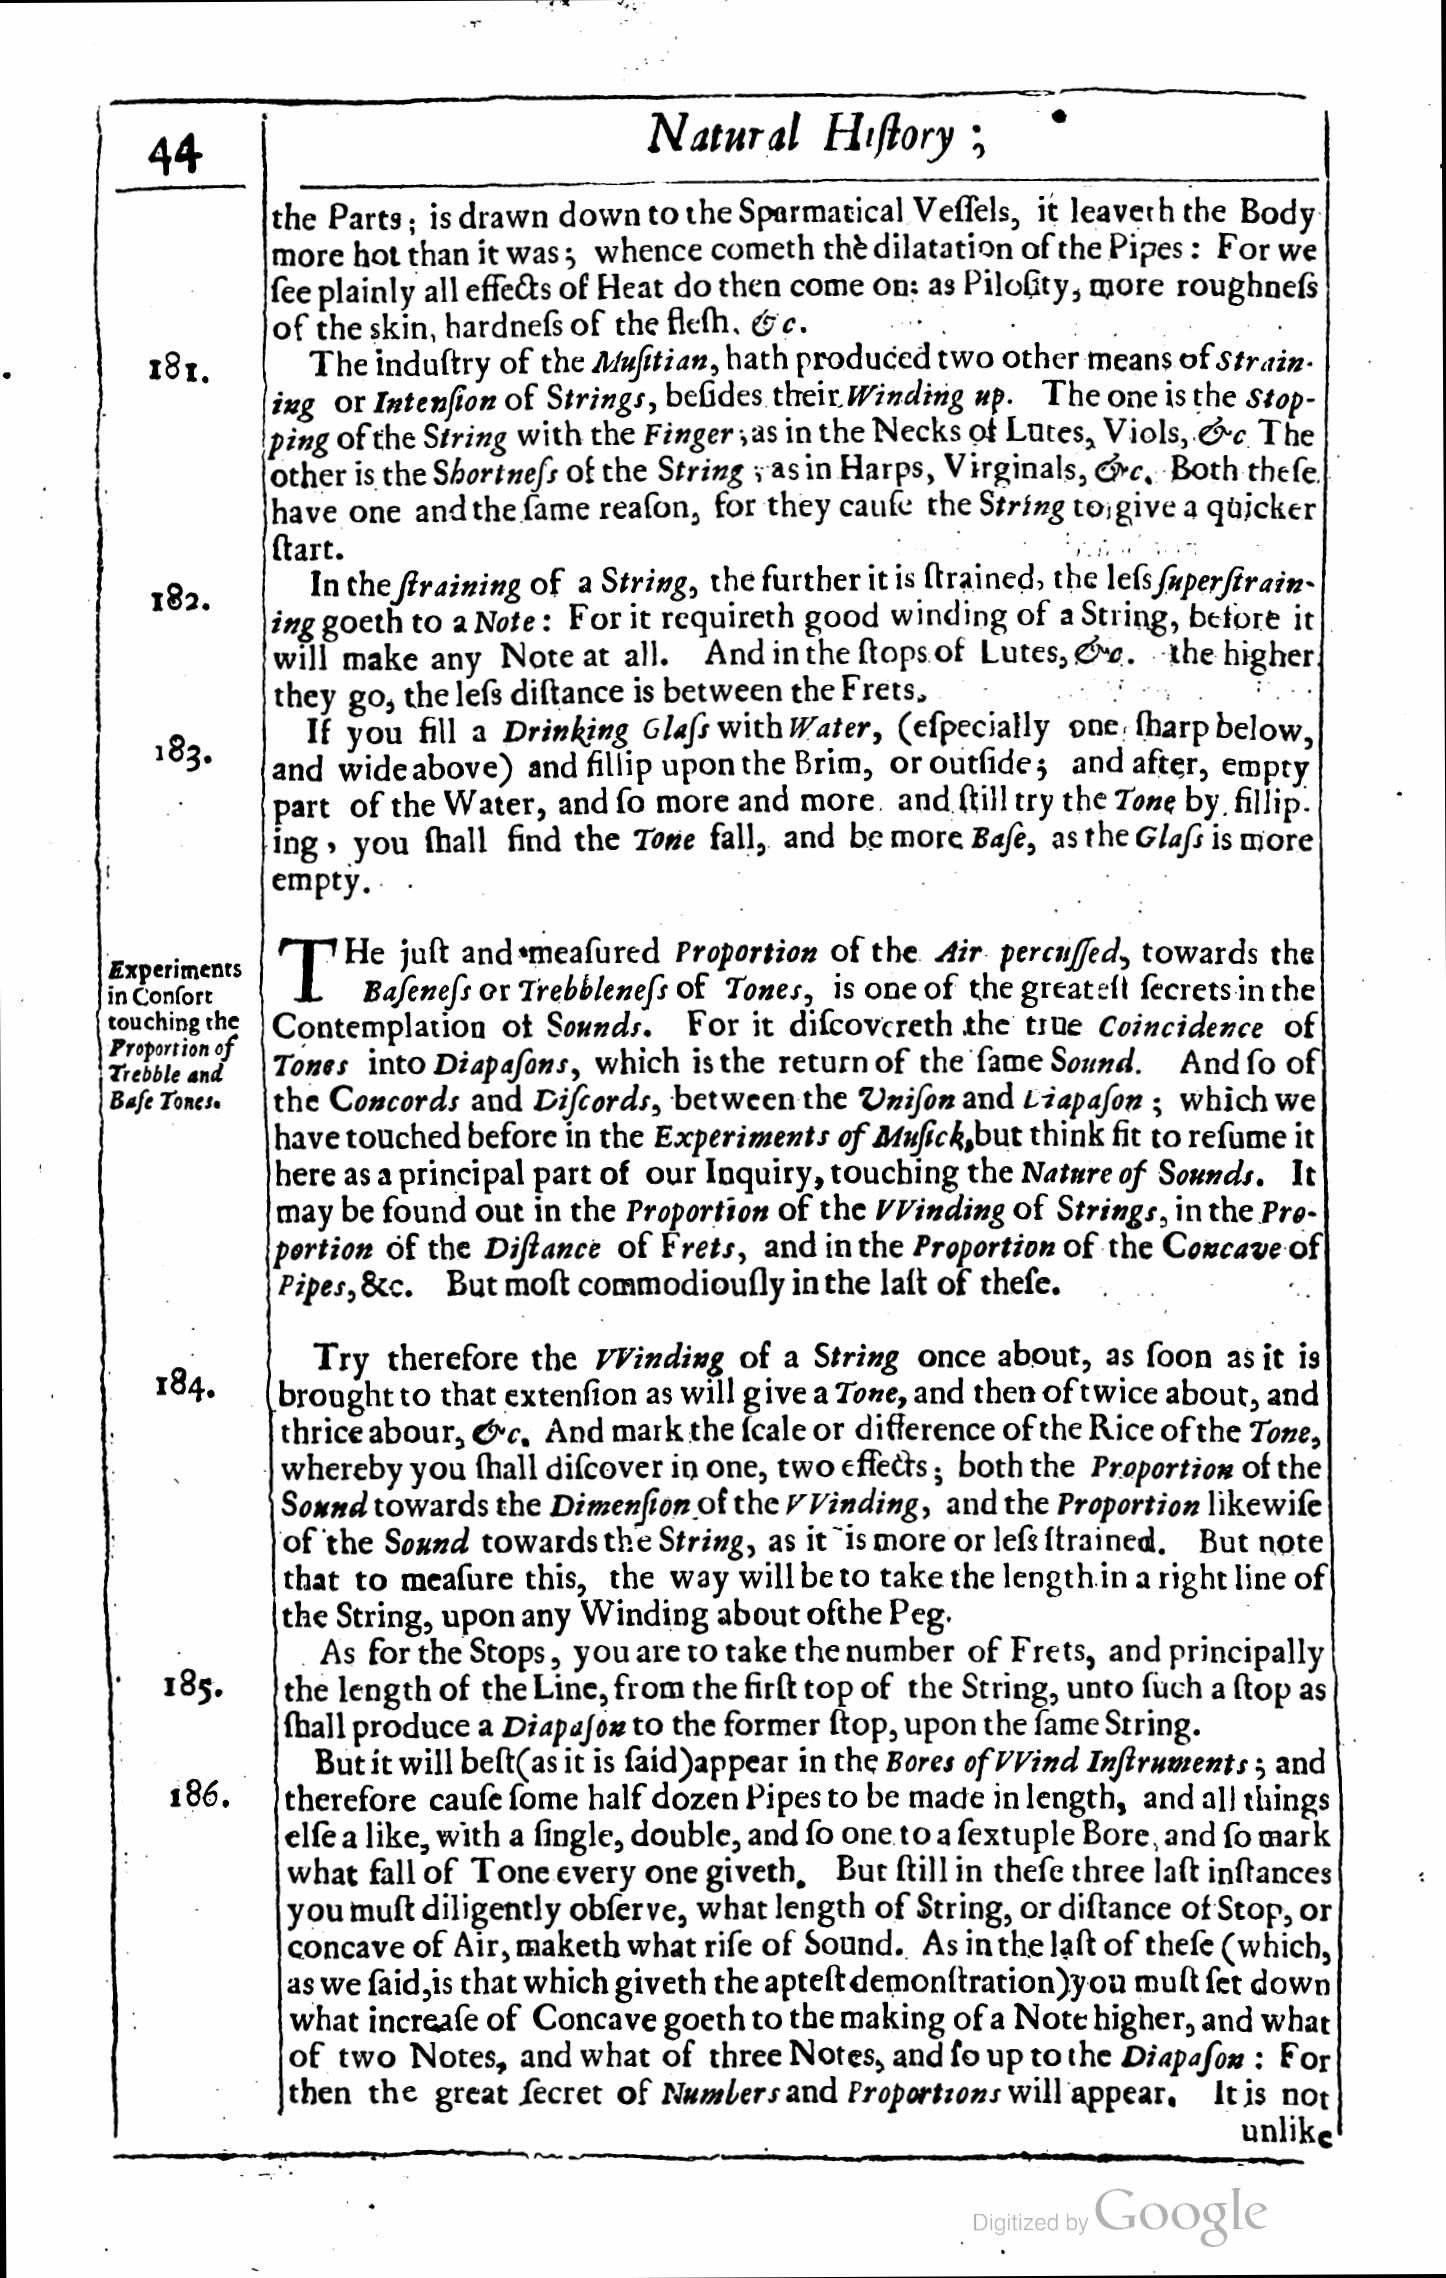 44
Natural Hiſtory;
the Parts; is drawn down to the Sparmatical Veſſels, it leaveth the Body
more hot than it was; whence cometh the dilatation of the Pipes: For we
ſee plainly all effects of Heat do then come on: as Piloſity, more roughneſs
of the skin, hardneſs of the fleſh, &c.
181.
The induſtry of the Muſitian, hath produced two other means of Strain-
ing or Intenſion of Strings, beſides their Winding up. The one is the Stop-
ping of the String with the Finger; as in the Necks of Lutes, Viols, &c The
other is the Shortneſs of the String; as in Harps, Virginals, &c. Both theſe
have one and the ſame reaſon, for they cauſe the String to give a quicker
ſtart.
182.
In the ſtraining of a String, the further it is ſtrained, the leſs ſuperſtrain-
ing goeth to a Note: For it requireth good winding of a String, before it
will make any Note at all. And in the ſtops of Lutes, &c. the higher
they go, the leſs diſtance is between the Frets.
183.
If you fill a Drinking Glaſs with Water, (eſpecially one ſharp below,
and wide above) and fillip upon the Brim, or outſide; and after, empty
part of the Water, and ſo more and more and ſtill try the Tone by fillip-
ing, you ſhall find the Tone fall, and be more Baſe, as the Glaſs is more
empty.
Experiments
in Conſort
touching the
Proportion of
Trebble and
Baſe Tones.
THe juſt and meaſured Proportion of the Air percuſſed, towards the
Baſeneſs or Trebbleneſs of Tones, is one of the greateſt ſecrets in the
Contemplation of Sounds. For it diſcovereth the true Coincidence of
Tones into Diapaſons, which is the return of the ſame Sound. And ſo of
the Concords and Diſcords, between the Uniſon and Diapaſon; which we
have touched before in the Experiments of Muſick, but think fit to reſume it
here as a principal part of our Inquiry, touching the Nature of Sounds. It
may be found out in the Proportion of the VVinding of Strings, in the Pro-
portion of the Diſtance of Frets, and in the Proportion of the Concave of
Pipes, &c. But moſt commodiouſly in the laſt of theſe.
184.
Try therefore the VVinding of a String once about, as ſoon as it is
brought to that extenſion as will give a Tone, and then of twice about, and
thrice abour, &c. And mark the ſcale or difference of the Rice of the Tone,
whereby you ſhall diſcover in one, two effects; both the Proportion of the
Sound towards the Dimenſion of the VVinding, and the Proportion likewiſe
of the Sound towards the String, as it is more or leſs ſtrained. But note
that to meaſure this, the way will be to take the length in a right line of
the String, upon any Winding about of the Peg.
185.
As for the Stops, you are to take the number of Frets, and principally
the length of the Line, from the firſt top of the String, unto ſuch a ſtop as
ſhall produce a Diapaſon to the former ſtop, upon the ſame String.
186.
But it will beſt (as it is ſaid) appear in the Bores of VVind Inſtruments; and
therefore cauſe ſome half dozen Pipes to be made in length, and all things
elſe a like, with a ſingle, double, and ſo one to a ſextuple Bore, and ſo mark
what fall of Tone every one giveth. But ſtill in theſe three laſt inſtances
you muſt diligently obſerve, what length of String, or diſtance of Stop, or
concave of Air, maketh what riſe of Sound. As in the laſt of theſe (which,
as we ſaid, is that which giveth the apteſt demonſtration) you muſt ſet down
what increaſe of Concave goeth to the making of a Note higher, and what
of two Notes, and what of three Notes, and ſo up to the Diapaſon: For
then the great ſecret of Numbers and Proportions will appear. It is not
unlike
Digitized by Google